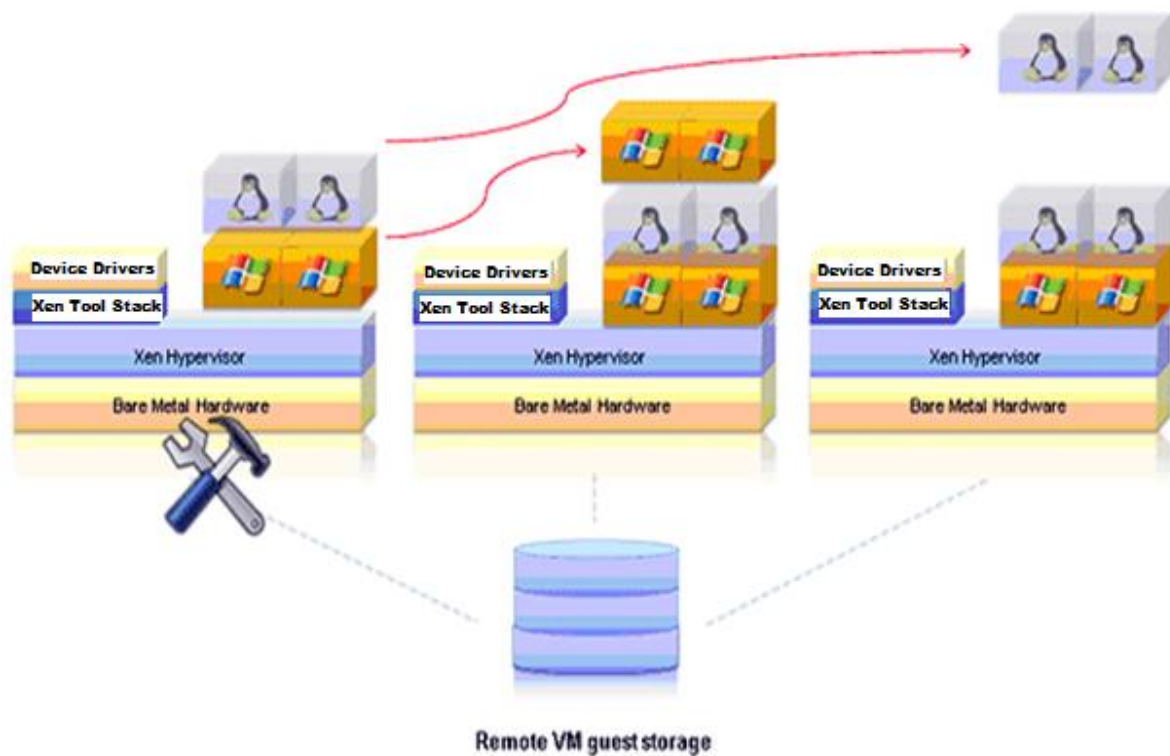 Device Drivers
Xen Tool Stack
Xen Hypervisor
Bare Metal Hardware
Device Drivers
Xen Tool Stack
Xen Hypervisor
Bare Metal Hardware
Device Drivers
Xen Tool Stack
Xen Hypervisor
Bare Metal Hardware
Remote VM guest storage